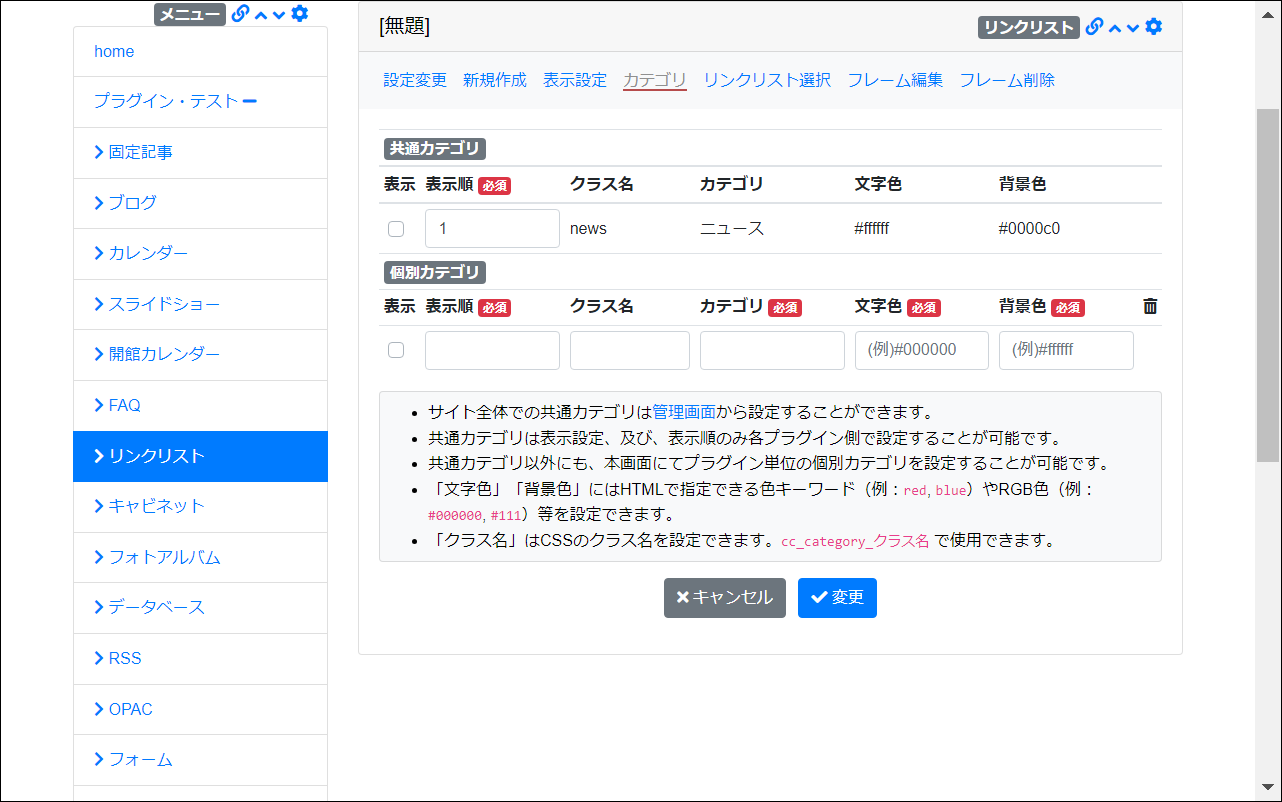 メニュー
home
プラグイン・テスト
固定記事
ブログ
カレンダー
スライドショー
開館カレンダー
FAQ
リンクリスト
キャビネット
フォトアルバム
データベース
RSS
OPAC
フォーム
[無題] リンクリスト
設定変更 新規作成 表示設定 カテゴリ リンクリスト選択 フレーム編集 フレーム削除
共通カテゴリ
表示 表示順 必須 クラス名 カテゴリ 文字色 背景色
1 news ニュース #ffffff #0000c0
個別カテゴリ
表示 表示順 必須 クラス名 カテゴリ 必須 文字色 必須 背景色 必須
(例)#000000 (例)#ffffff
• サイト全体での共通カテゴリは管理画面から設定することができます。
• 共通カテゴリは表示設定、及び、表示順のみ各プラグイン側で設定することが可能です。
• 共通カテゴリ以外にも、本画面にてプラグイン単位の個別カテゴリを設定することが可能です。
• 「文字色」「背景色」にはHTMLで指定できる色キーワード（例：red, blue）やRGB色（例：
#000000, #111）等を設定できます。
• 「クラス名」はCSSのクラス名を設定できます。cc_category_クラス名 で使用できます。
キャンセル 変更